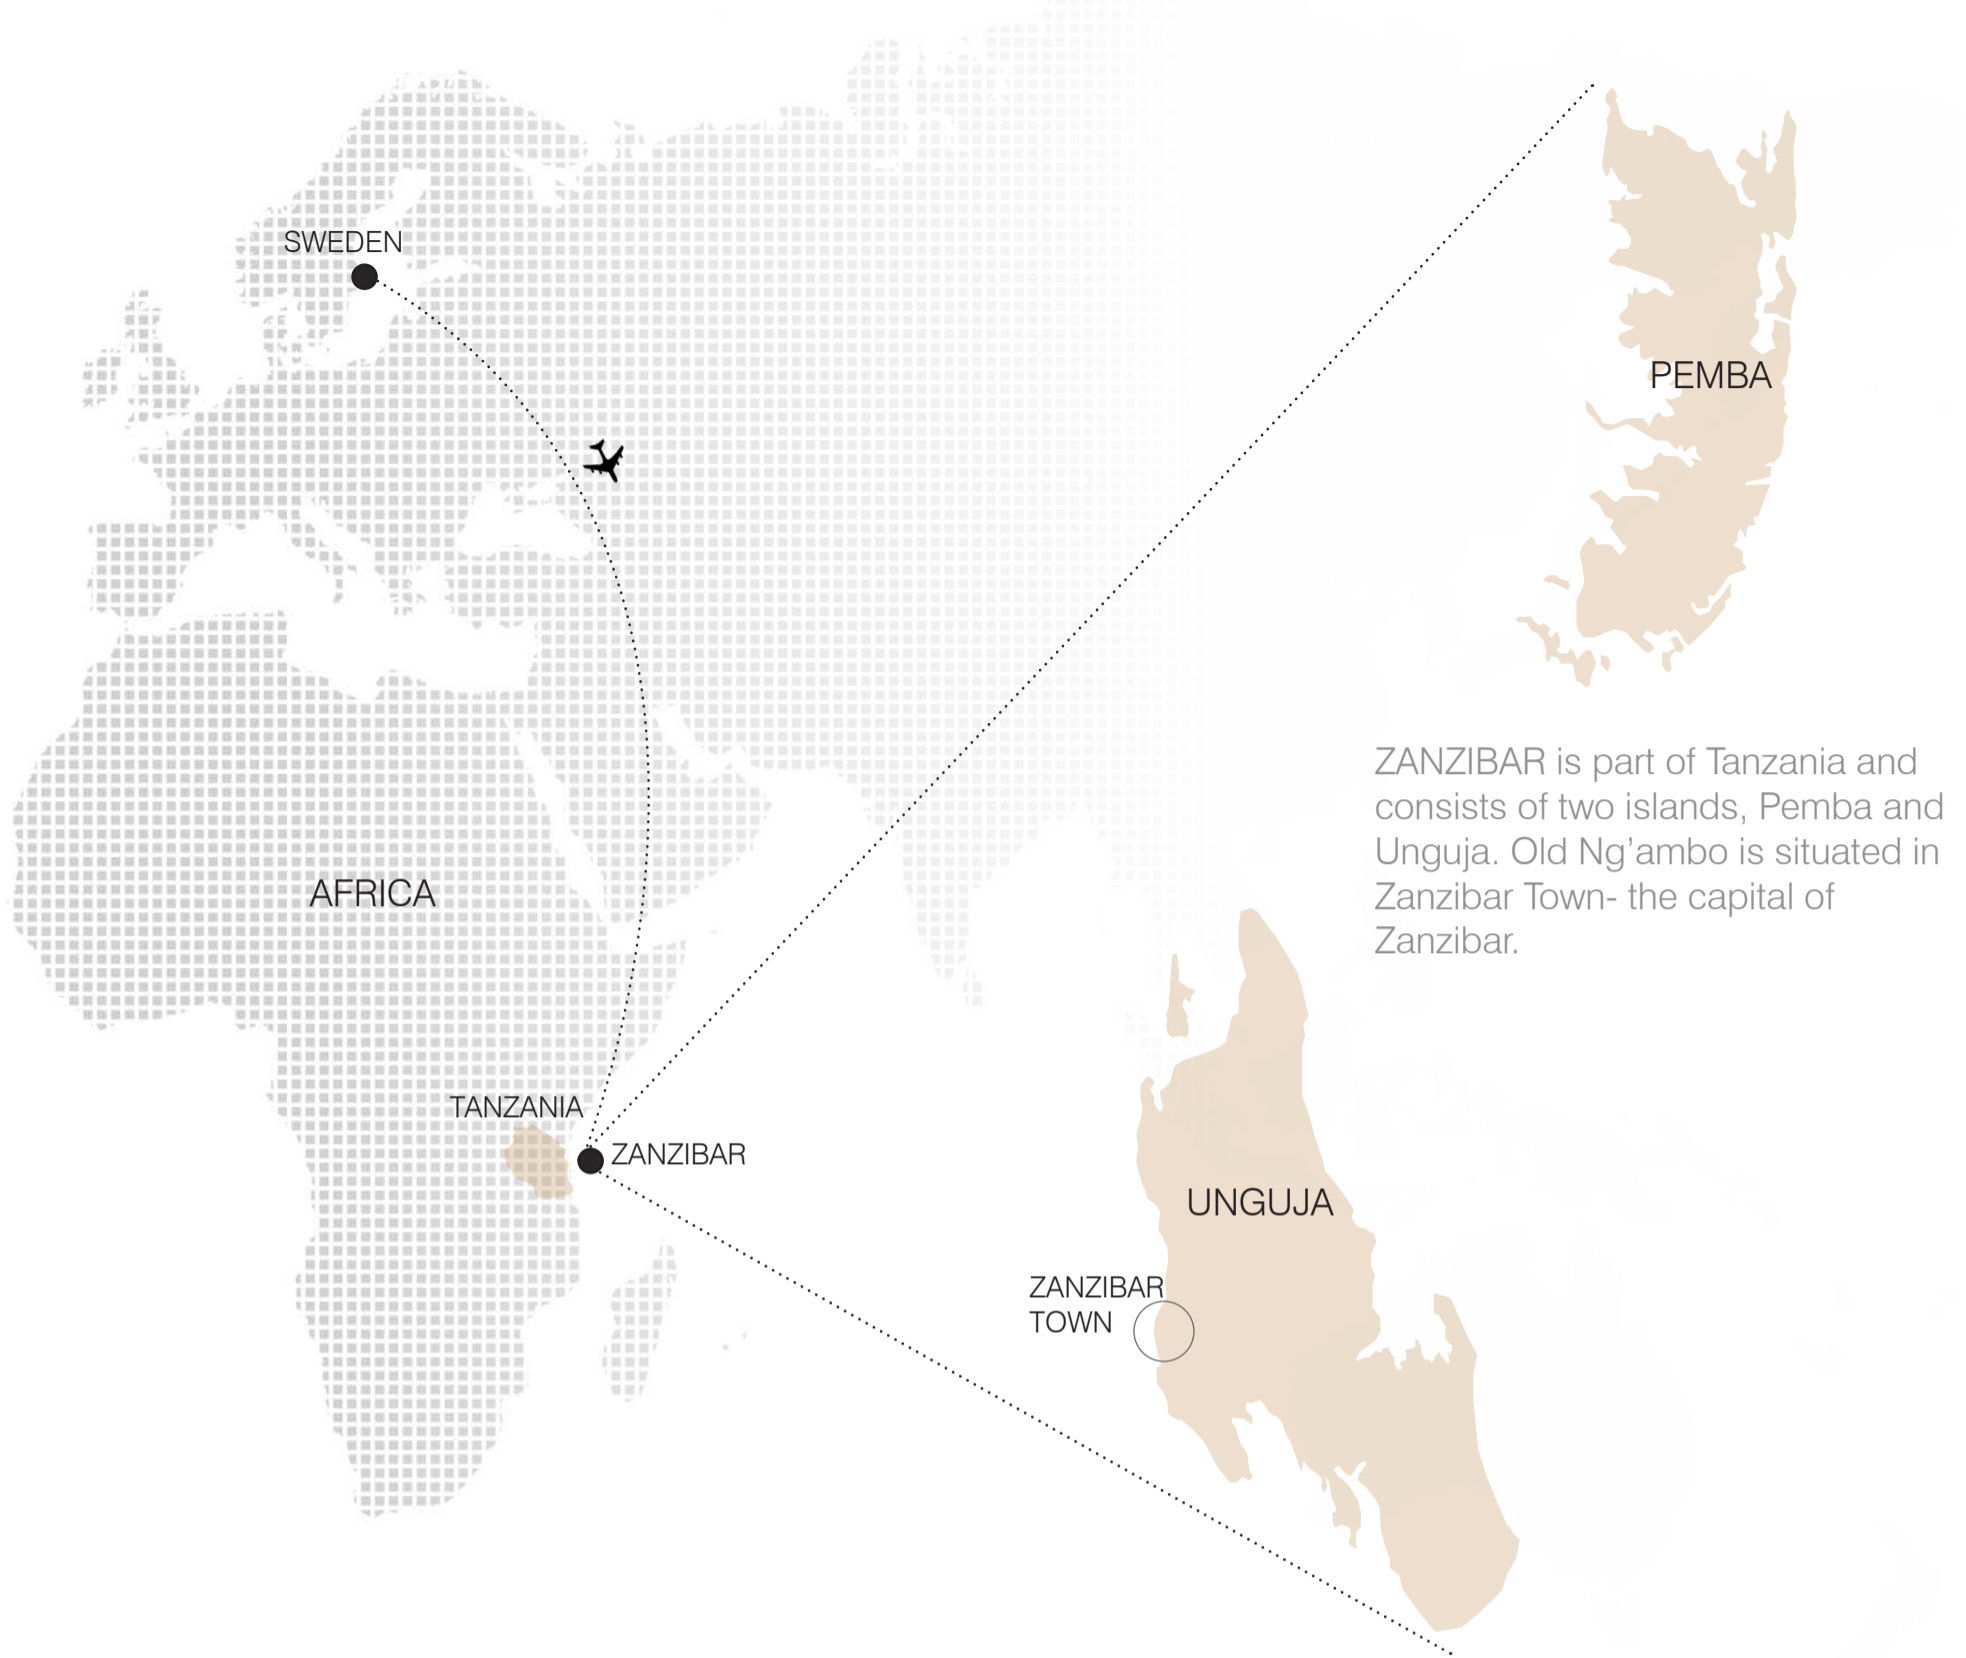 SWEDEN
PEMBA
ZANZIBAR is part of Tanzania and
consists of two islands, Pemba and
Unguja. Old Ng’ambo is situated in
Zanzibar Town- the capital of
Zanzibar.
AFRICA
TANZANIA
ZANZIBAR
UNGUJA
ZANZIBAR
TOWN